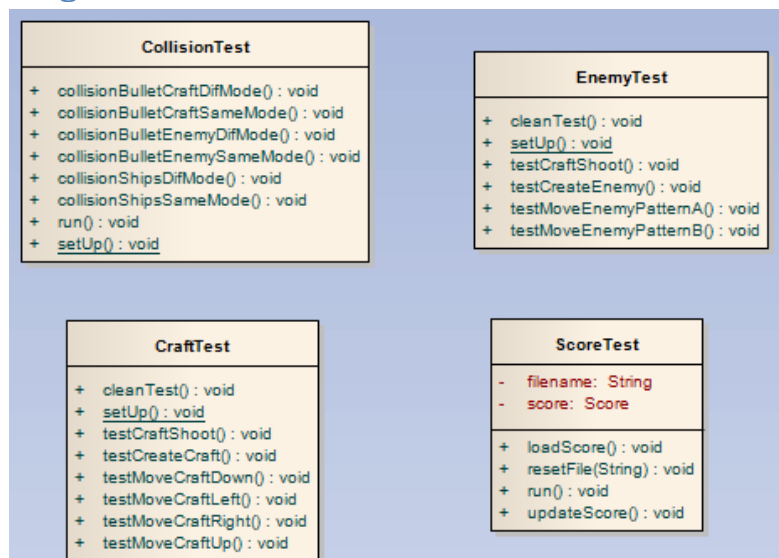 CollisionTest
+ collisionBulletCraftDifMode() : void
+ collisionBulletCraftSameMode() : void
+ collisionBulletEnemyDifMode() : void
+ collisionBulletEnemySameMode() : void
+ collisionShipsDifMode() : void
+ collisionShipsSameMode() : void
+ run() : void
+ setUp() : void
EnemyTest
+ cleanTest() : void
+ setUp() : void
+ testCraftShoot() : void
+ testCreateEnemy() : void
+ testMoveEnemyPatternA() : void
+ testMoveEnemyPatternB() : void
CraftTest
+ cleanTest() : void
+ setUp() : void
+ testCraftShoot() : void
+ testCreateCraft() : void
+ testMoveCraftDown() : void
+ testMoveCraftLeft() : void
+ testMoveCraftRight() : void
+ testMoveCraftUp() : void
ScoreTest
- filename: String
- score: Score
+ loadScore() : void
+ resetFile(String) : void
+ run() : void
+ updateScore() : void